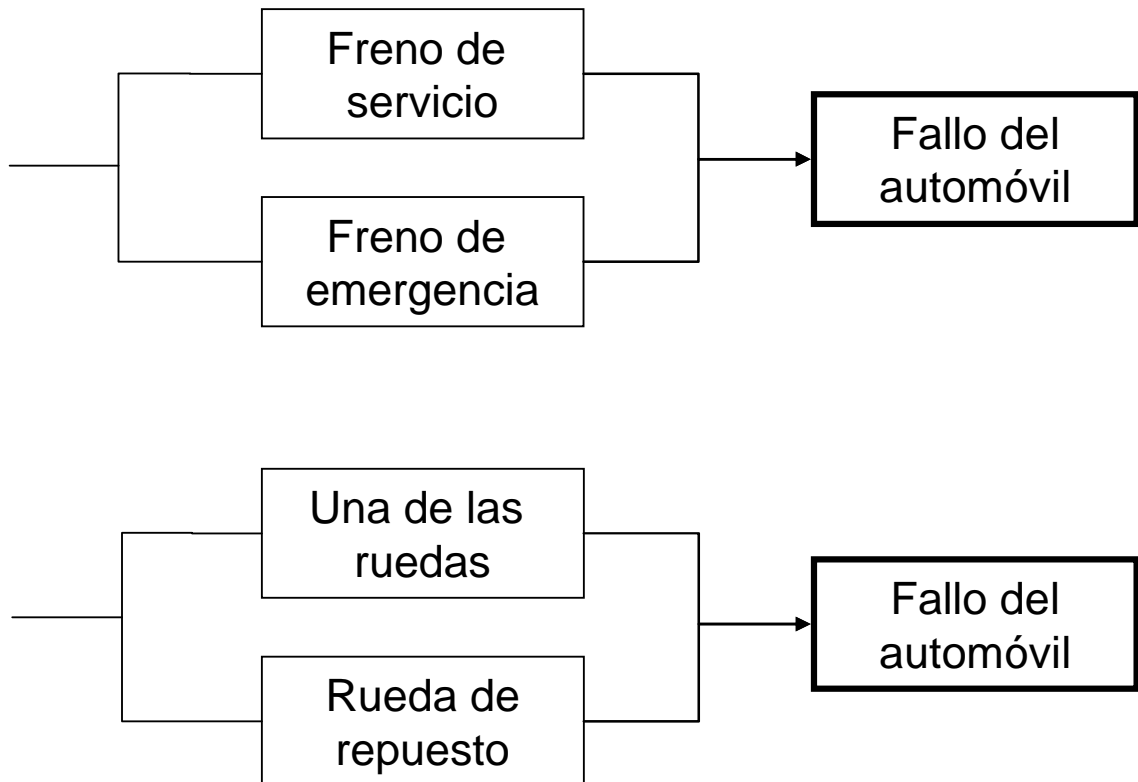 Freno de
servicio
Fallo del
automóvil
Freno de
emergencia
Una de las
ruedas
Fallo del
automóvil
Rueda de
repuesto